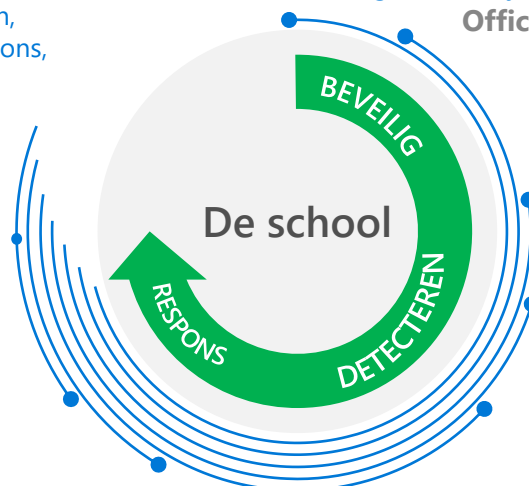 n,
ons,
Offic
BEVEILIG
De school
DETECTEREN
RESPONS